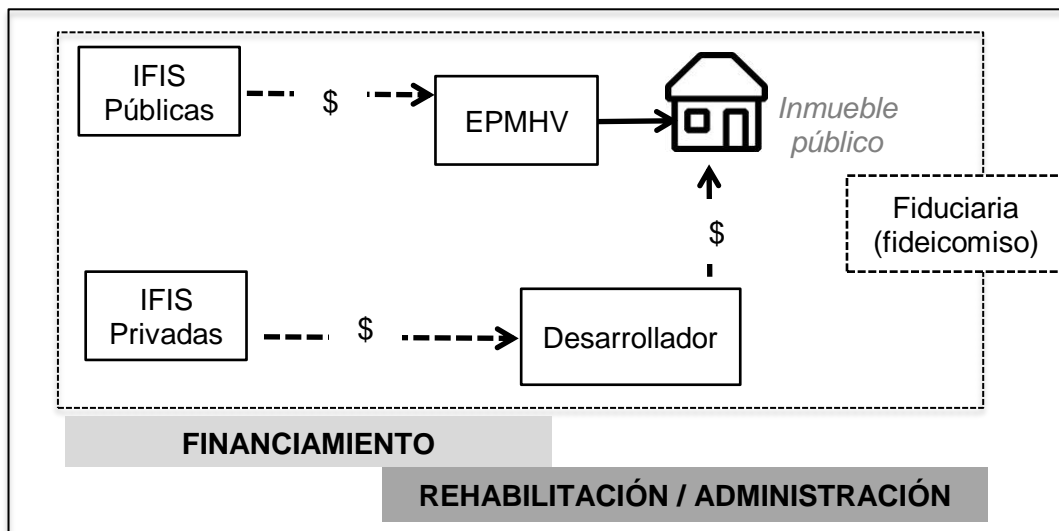 IFIS
Públicas
$
EPMHV
Inmueble
público
Fiduciaria
(fideicomiso)
$
IFIS
Privadas
$
Desarrollador
FINANCIAMIENTO
REHABILITACIÓN / ADMINISTRACIÓN